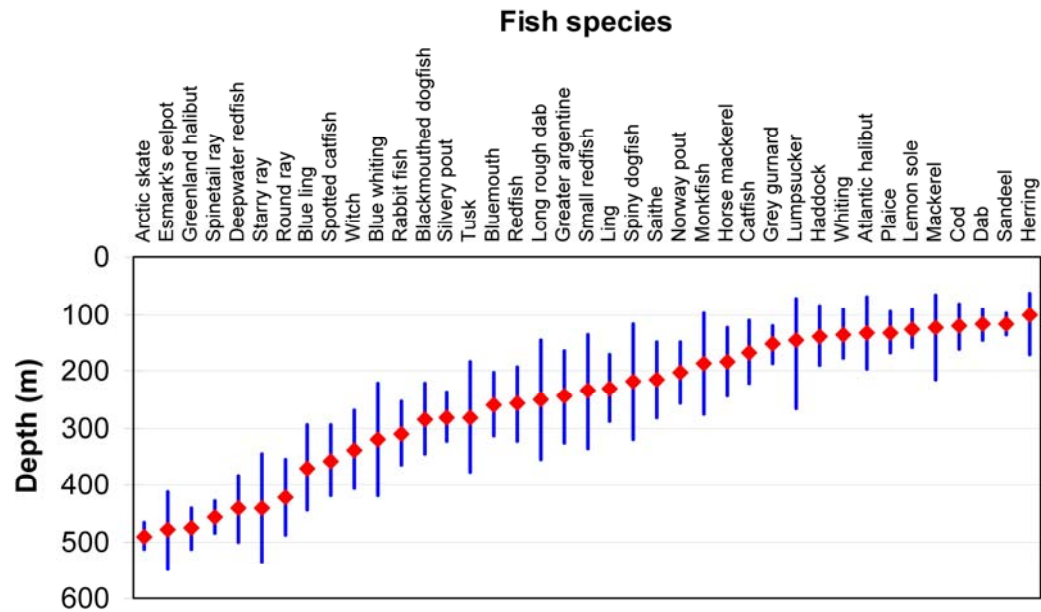 Fish species
Arctic skate
Esmark's eelpot
Greenland halibut
Spinetail ray
Deepwater redfish
Starry ray
Round ray
Blue ling
Spotted catfish
Witch
Blue whiting
Rabbit fish
Blackmouthed dogfish
Silvery pout
Tusk
Bluemouth
Redfish
Long rough dab
Greater argentine
Small redfish
Ling
Spiny dogfish
Saithe
Norway pout
Monkfish
Horse mackerel
Catfish
Grey gurnard
Lumpsucker
Haddock
Whiting
Atlantic halibut
Plaice
Lemon sole
Mackerel
Cod
Dab
Sandeel
Herring
0
100
200
300
400
500
600
Depth (m)